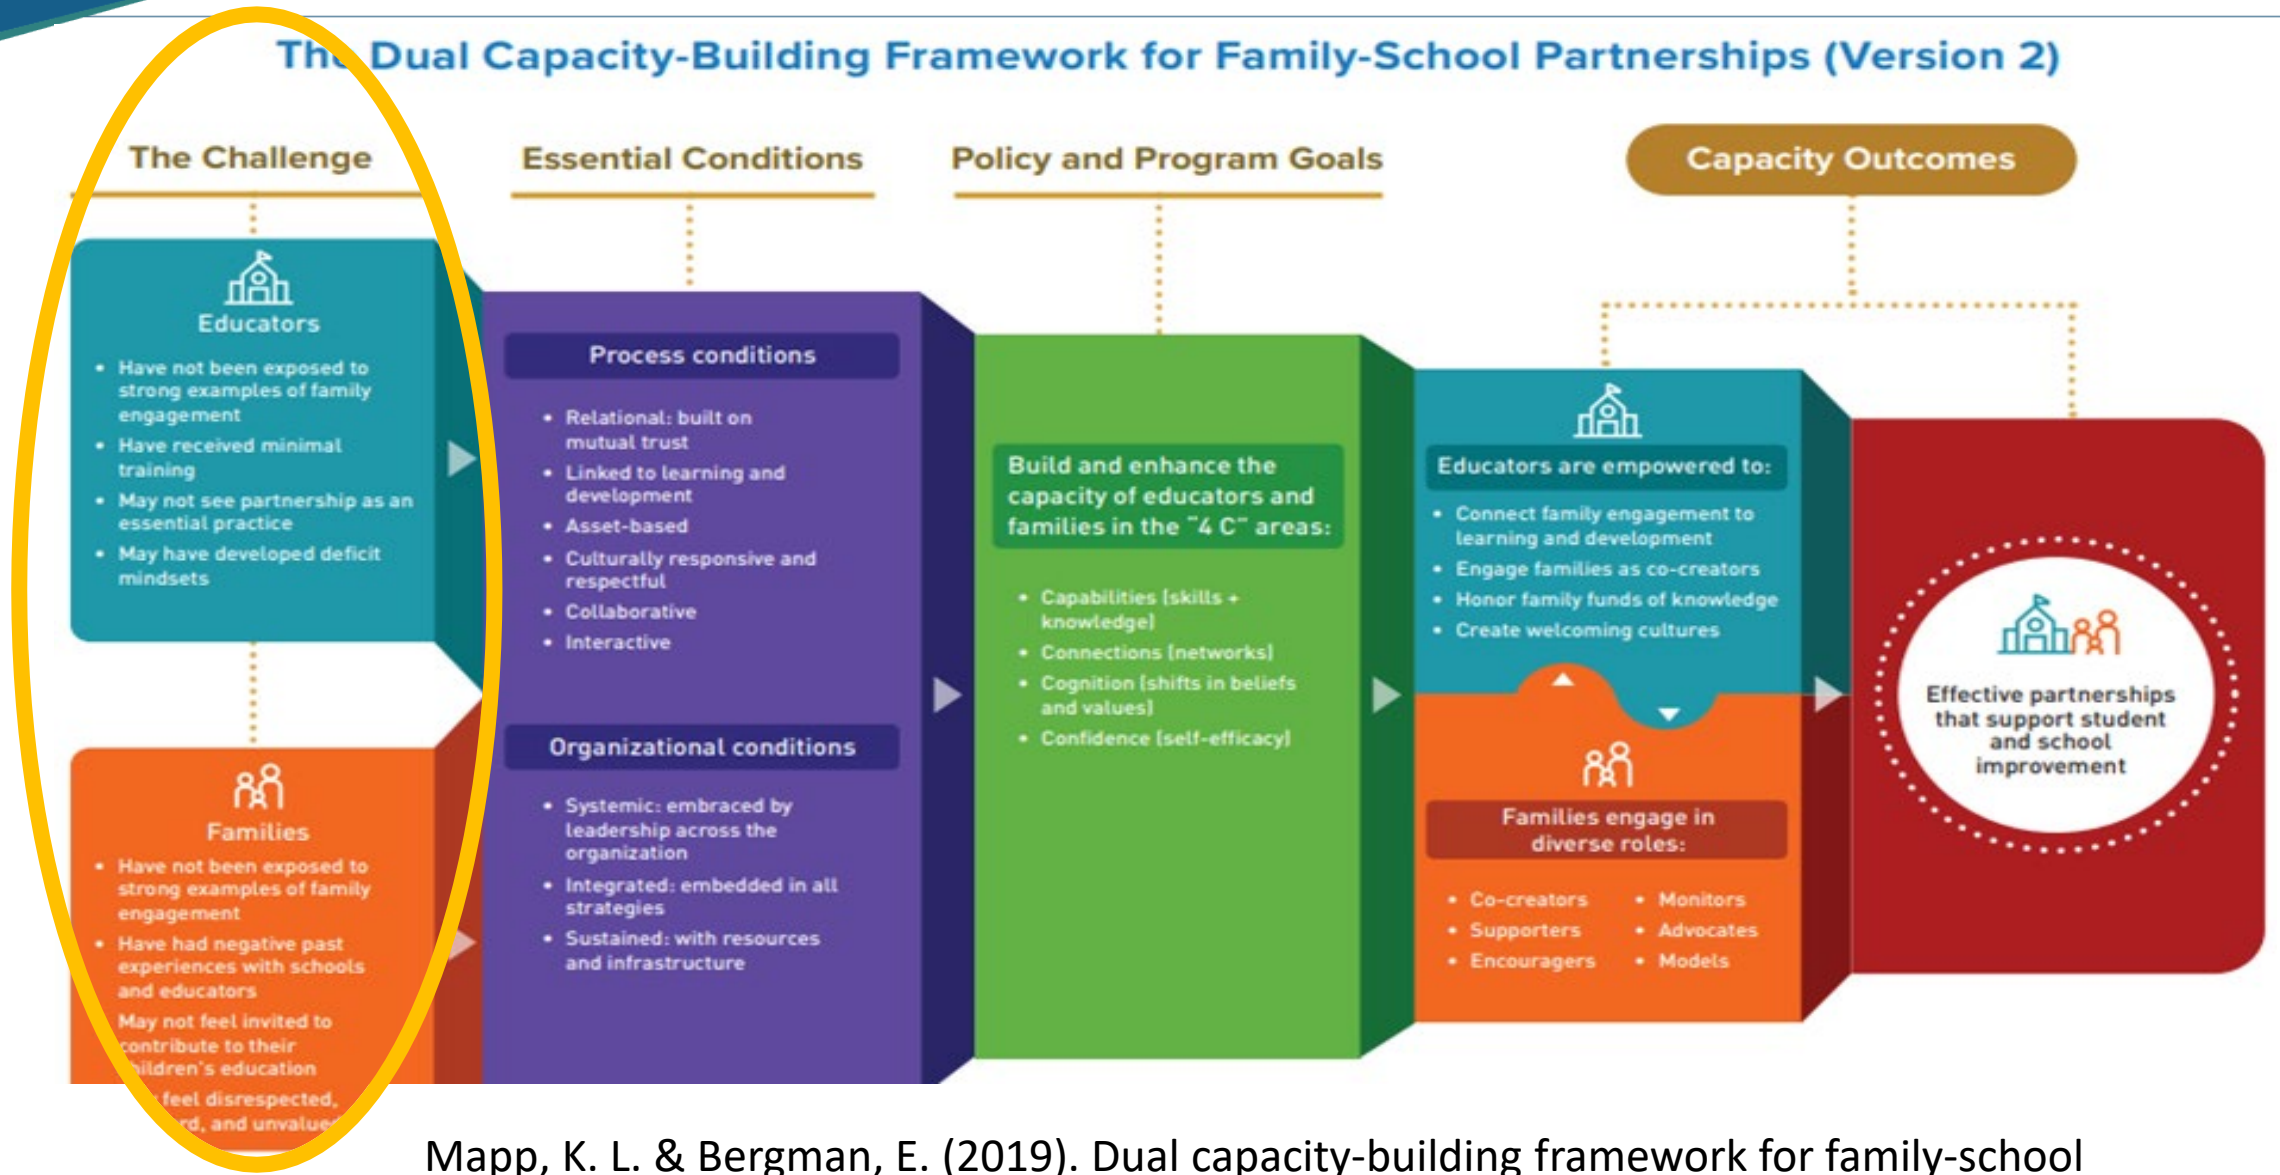 The Dual Capacity-Building Framework for Family-School Partnerships (Version 2)
The Challenge
Educators
• Have not been exposed to
strong examples of family
engagement
• Have received minimal
training
• May not see partnership as an
essential practice
• May have developed deficit
mindsets
Families
• Have not been exposed to
strong examples of family
engagement
• Have had negative past
experiences with schools
and educators
May not feel invited to
contribute to their
children's education
feel disrespected,
and unvalued
Essential Conditions
Process conditions
• Relational: built on
mutual trust
• Linked to learning and
development
• Asset-based
• Culturally responsive and
respectful
• Collaborative
• Interactive
Organizational conditions
• Systemic: embraced by
leadership across the
organization
• Integrated: embedded in all
strategies
• Sustained: with resources
and infrastructure
Policy and Program Goals
Build and enhance the
capacity of educators and
families in the "4 C" areas:
• Capabilities (skills +
knowledge)
• Connections (networks)
• Cognition (shifts in beliefs
and values)
• Confidence (self-efficacy)
Capacity Outcomes
Educators are empowered to:
• Connect family engagement to
learning and development
• Engage families as co-creators
• Honor family funds of knowledge
• Create welcoming cultures
Families engage in
diverse roles:
• Co-creators
• Supporters
• Encouragers
• Monitors
• Advocates
• Models
Effective partnerships
that support student
and school
improvement
Mapp, K. L. & Bergman, E. (2019). Dual capacity-building framework for family-school